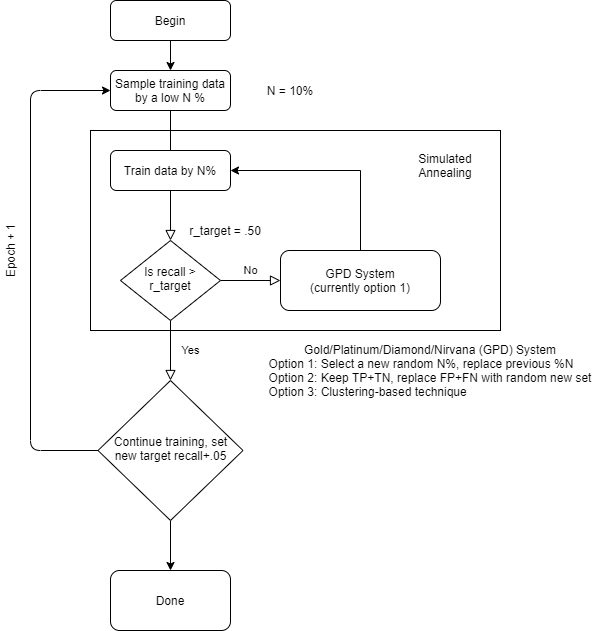 Begin
Sample training data
by a low N %
N = 10%
Simulated
Annealing
Train data by N%
r_target = .50
Is recall >
r_target
No
GPD System
(currently option 1)
Epoch + 1
Yes
Gold/Platinum/Diamond/Nirvana (GPD) System
Option 1: Select a new random N%, replace previous %N
Option 2: Keep TP+TN, replace FP+FN with random new set
Option 3: Clustering-based technique
Continue training, set
new target recall+.05
Done